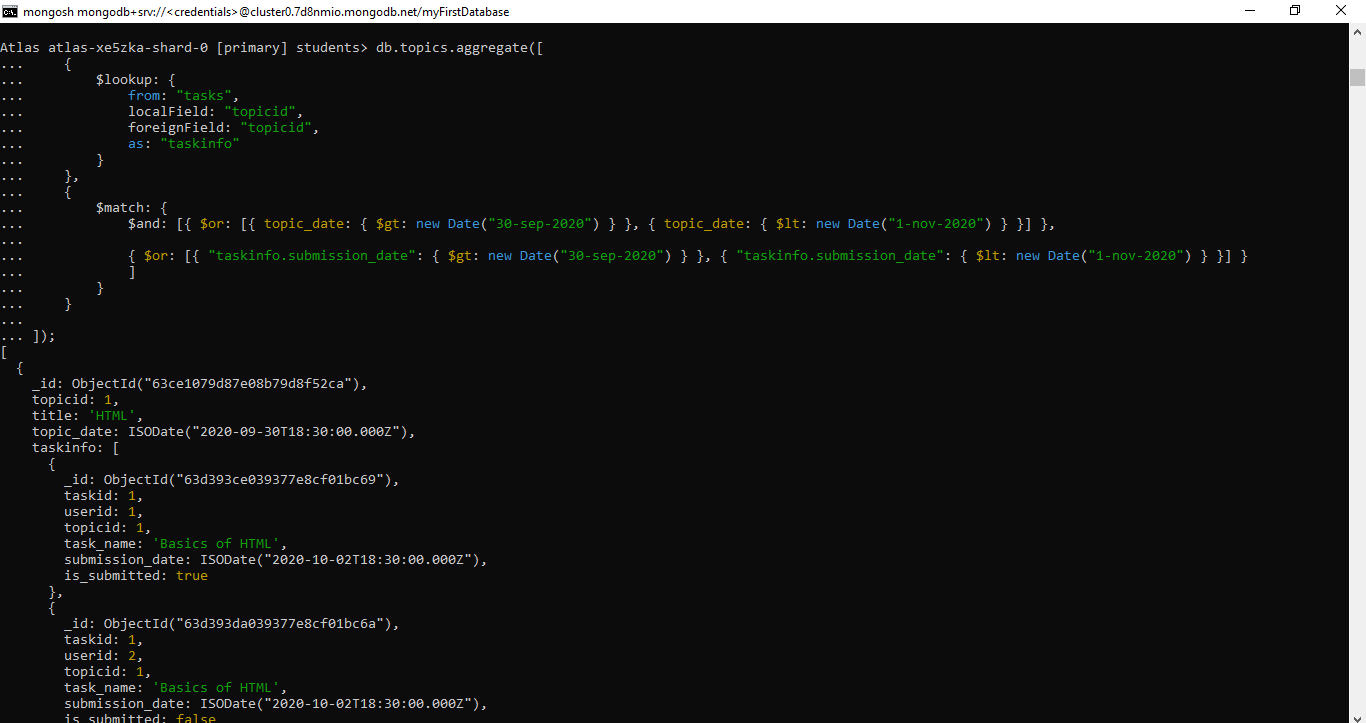 mongosh mongodb+srv://<credentials>@cluster0.7d8nmio.mongodb.net/myFirstDatabase
Atlas atlas-xe5zka-shard-0 [primary] students> db.topics.aggregate([
...     {
...         $lookup: {
...             from: "tasks",
...             localField: "topicid",
...             foreignField: "topicid",
...             as: "taskinfo"
...         }
...     },
...     {
...         $match: {
...             $and: [{ $or: [{ topic_date: { $gt: new Date("30-sep-2020") } }, { topic_date: { $lt: new Date("1-nov-2020") } }] },
...
...             { $or: [{ "taskinfo.submission_date": { $gt: new Date("30-sep-2020") } }, { "taskinfo.submission_date": { $lt: new Date("1-nov-2020") } }] }
...             ]
...         }
...     }
...
... ]);
[
  {
    _id: ObjectId("63ce1079d87e08b79d8f52ca"),
    topicid: 1,
    title: 'HTML',
    topic_date: ISODate("2020-09-30T18:30:00.000Z"),
    taskinfo: [
      {
        _id: ObjectId("63d393ce039377e8cf01bc69"),
        taskid: 1,
        userid: 1,
        topicid: 1,
        task_name: 'Basics of HTML',
        submission_date: ISODate("2020-10-02T18:30:00.000Z"),
        is_submitted: true
      },
      {
        _id: ObjectId("63d393da039377e8cf01bc6a"),
        taskid: 1,
        userid: 2,
        topicid: 1,
        task_name: 'Basics of HTML',
        submission_date: ISODate("2020-10-02T18:30:00.000Z"),
        is_submitted: false